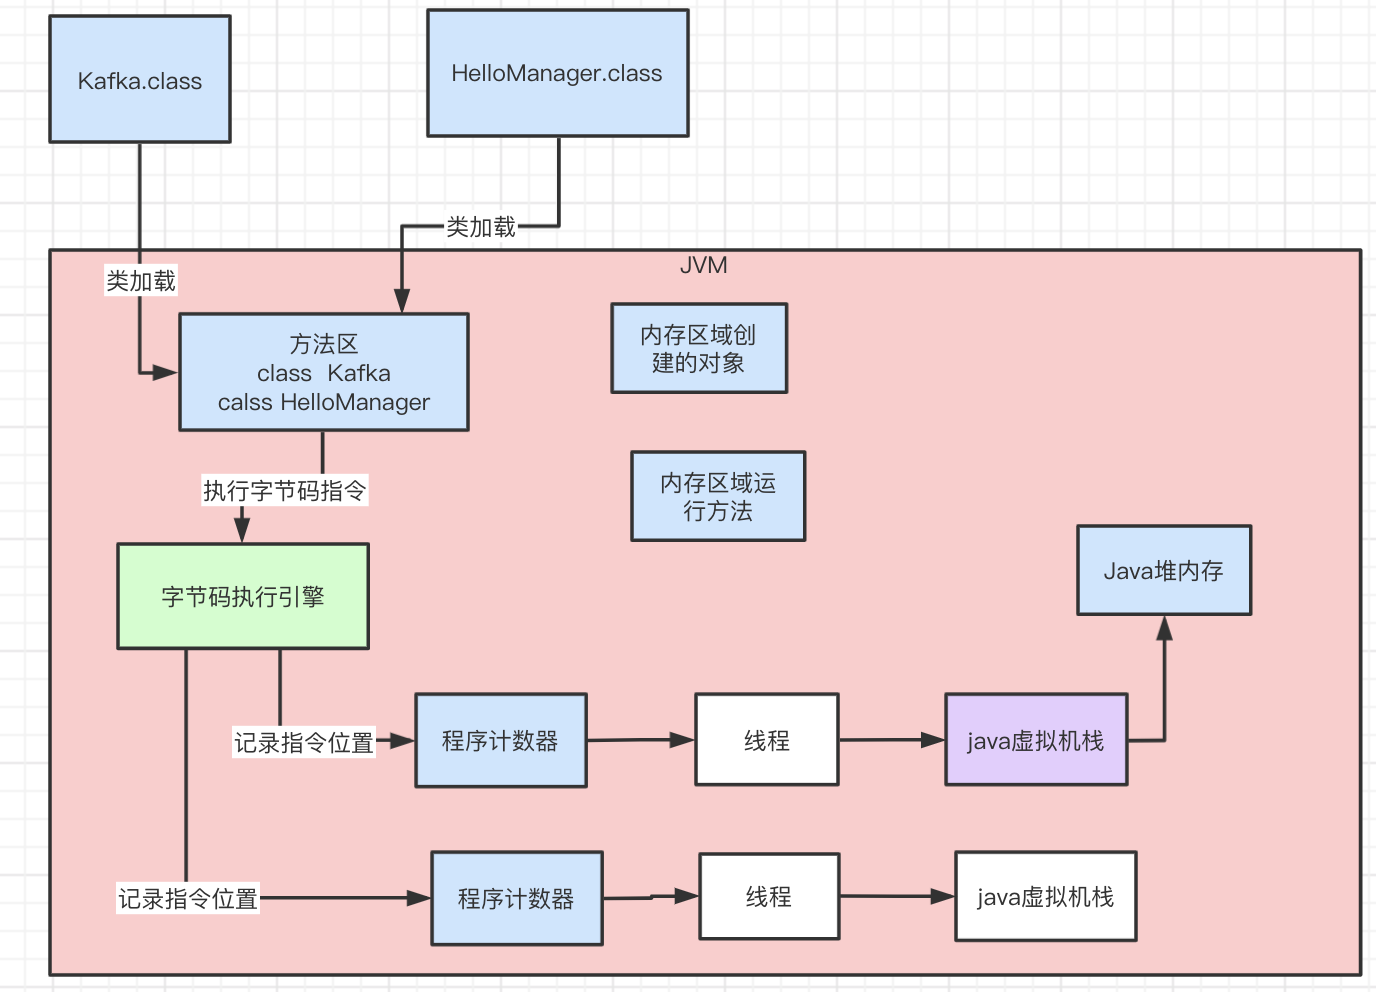 Kafka.class
HelloManager.class
类加载
类加载
JVM
方法区
class  Kafka
calss HelloManager
内存区域创
建的对象
执行字节码指令
内存区域运
行方法
字节码执行引擎
Java堆内存
记录指令位置
程序计数器
线程
java虚拟机栈
记录指令位置
程序计数器
线程
java虚拟机栈